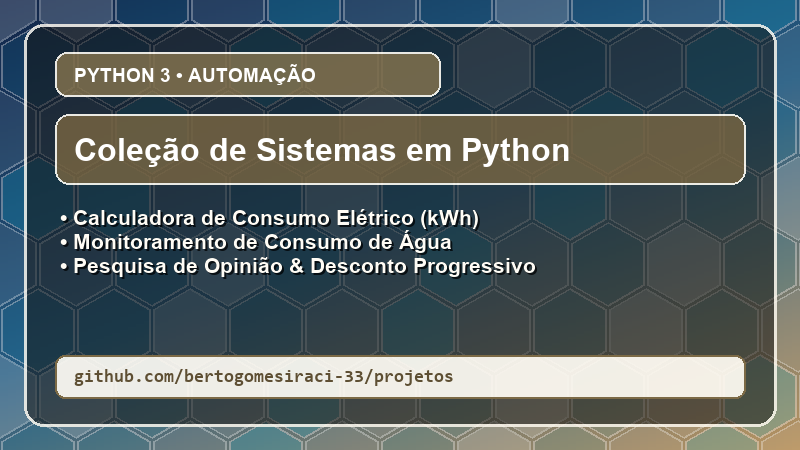 PYTHON 3 • AUTOMAÇÃO
Coleção de Sistemas em Python
• Calculadora de Consumo Elétrico (kWh)
• Monitoramento de Consumo de Água
• Pesquisa de Opinião & Desconto Progressivo
github.com/bertogomesiraci-33/projetos